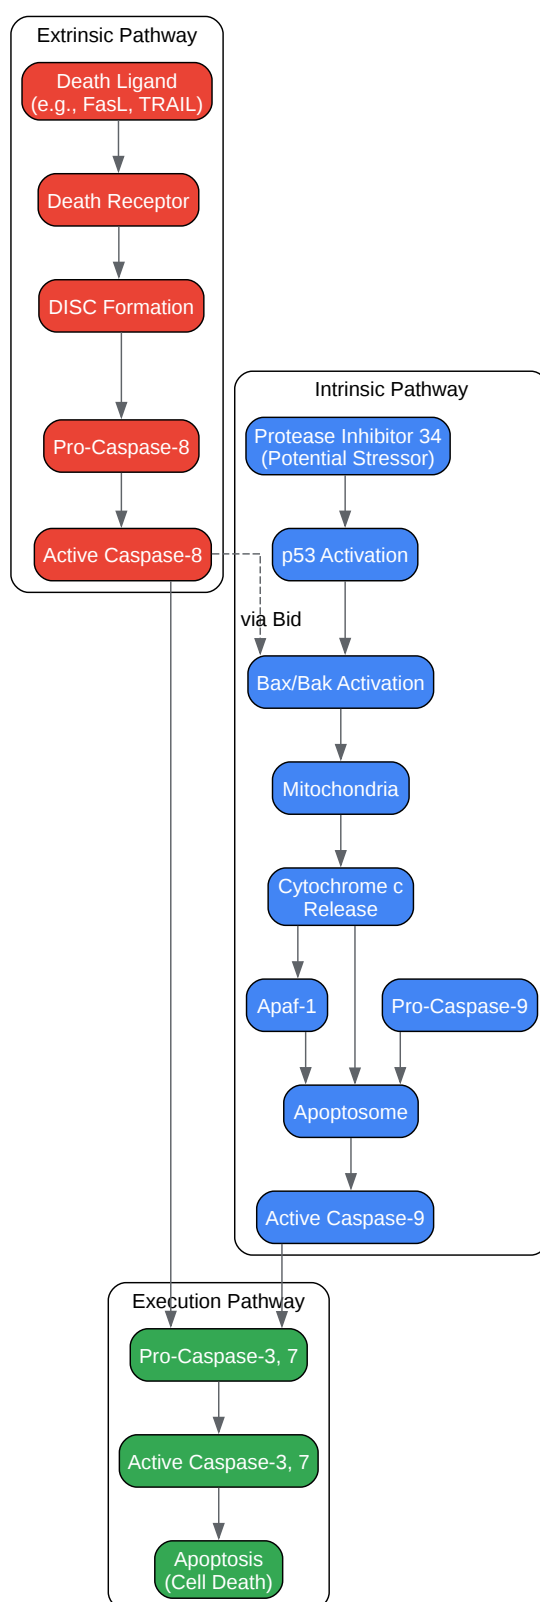 Extrinsic Pathway
Death Ligand
(e.g., FasL, TRAIL)
Death Receptor
DISC Formation
Pro-Caspase-8
Active Caspase-8
Intrinsic Pathway
Protease Inhibitor 34
(Potential Stressor)
p53 Activation
via Bid
Bax/Bak Activation
Mitochondria
Cytochrome c
Release
Apaf-1
Pro-Caspase-9
Apoptosome
Active Caspase-9
Execution Pathway
Pro-Caspase-3, 7
Active Caspase-3, 7
Apoptosis
(Cell Death)